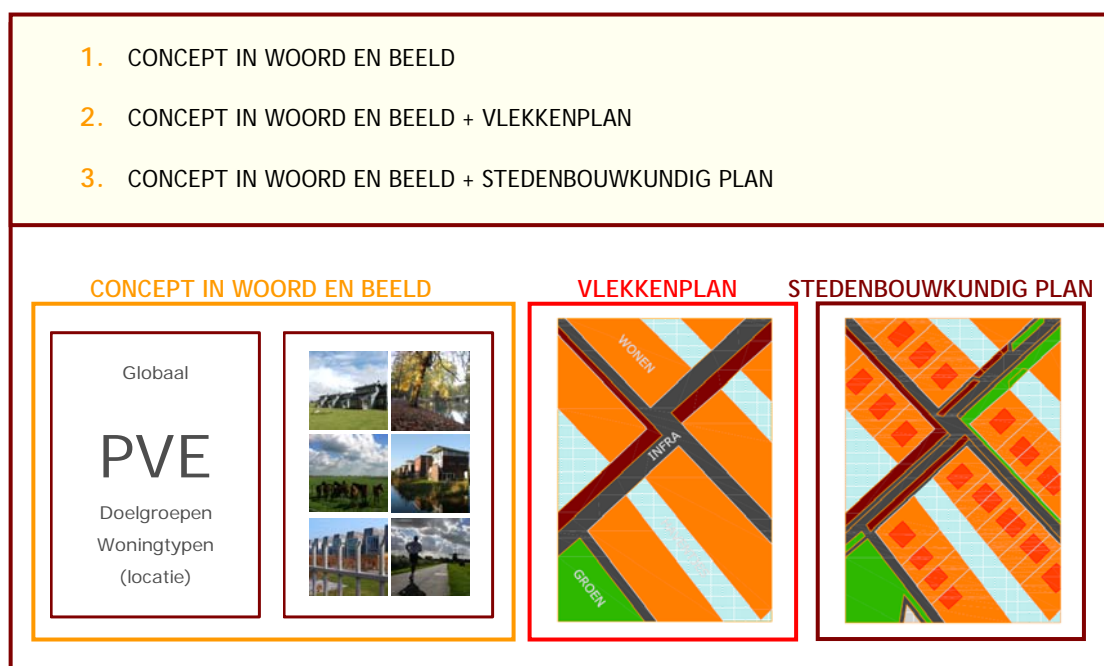 1. CONCEPT IN WOORD EN BEELD
2. CONCEPT IN WOORD EN BEELD + VLEKKENPLAN
3. CONCEPT IN WOORD EN BEELD + STEDENBOUWKUNDIG PLAN
CONCEPT IN WOORD EN BEELD
VLEKKENPLAN
STEDENBOUWKUNDIG PLAN
Globaal
PVE
Doelgroepen
Woningtypen
(locatie)
WONEN
INFRA
GROEN